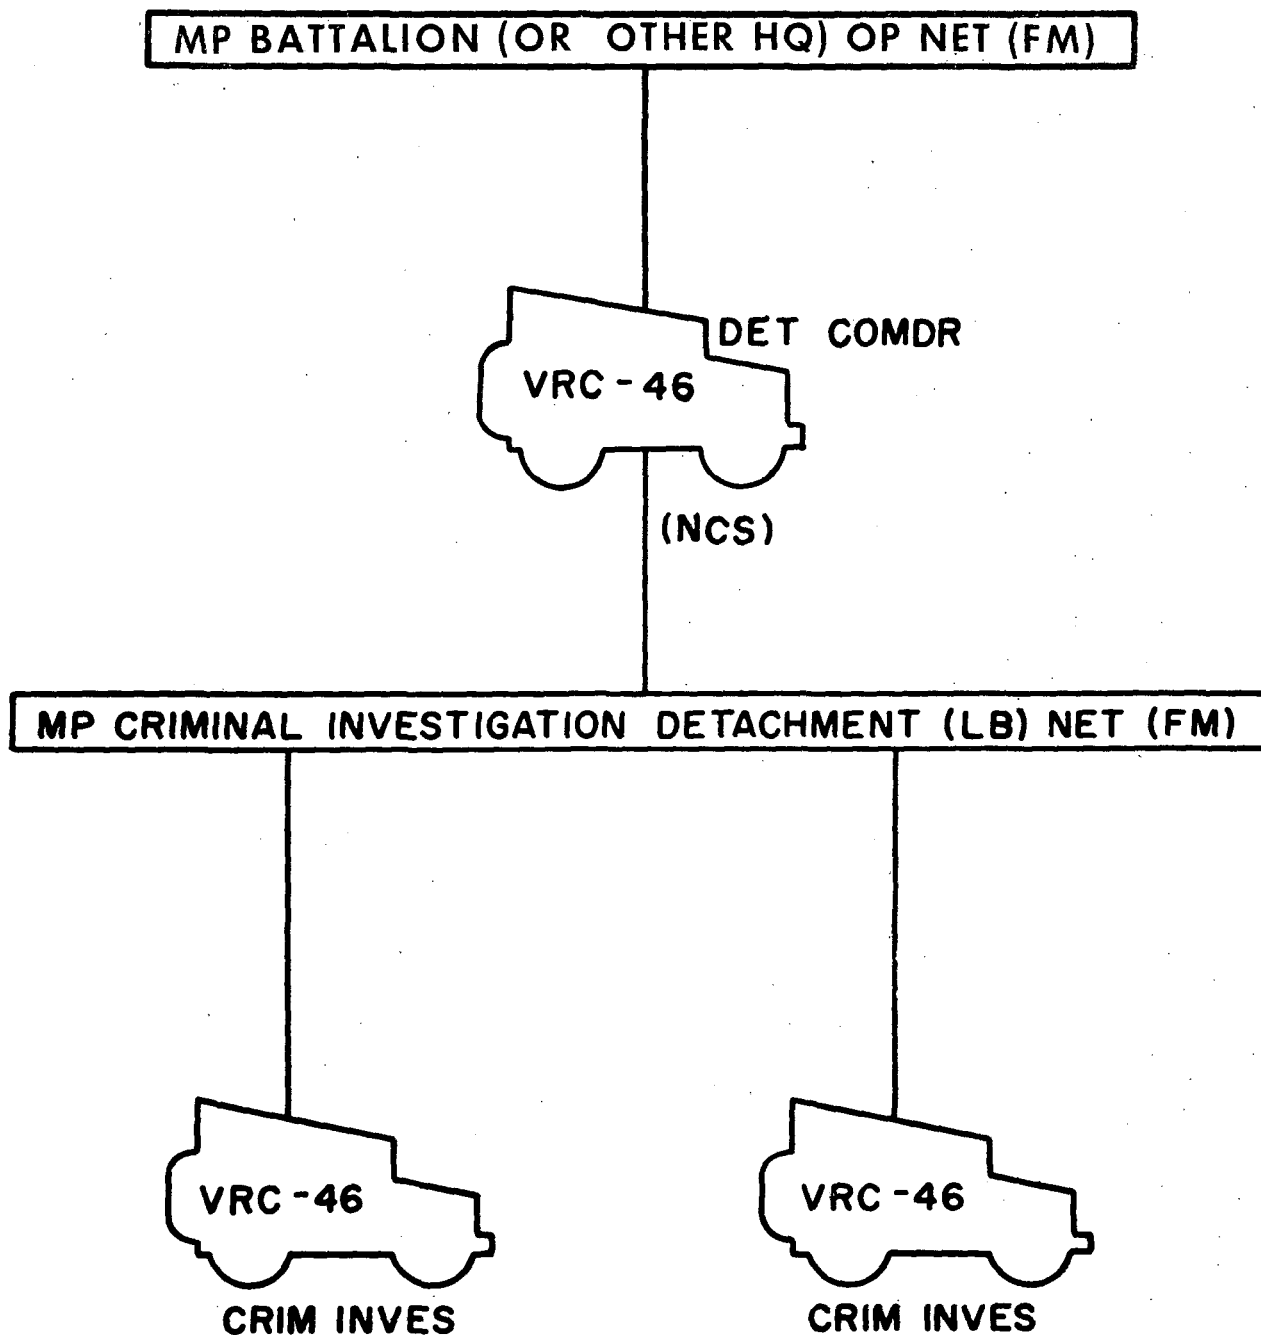 MP BATTALION (OR OTHER HQ) OP NET (FM)
DET COMDR
VRC-46
(NCS)
MP CRIMINAL INVESTIGATION DETACHMENT (LB) NET (FM)
VRC-46
VRC-46
CRIM INVES
CRIM INVES